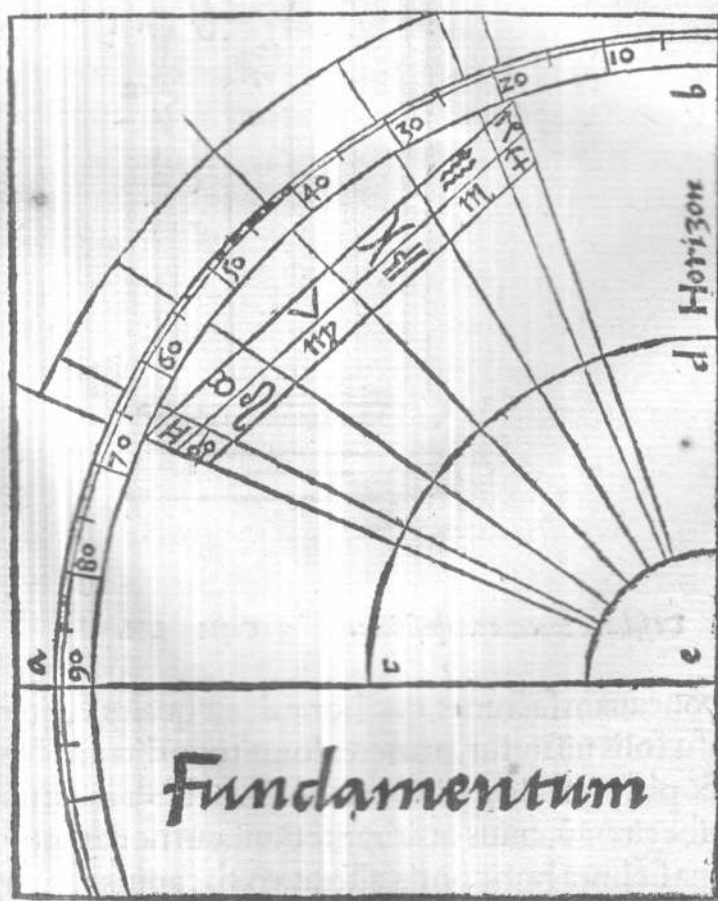 10
20
30
40
50
60
70
80
90
♑ ♐
♒ ♏
♓ ♎
♈ ♍
♉ ♌
♊ ♋
a
b
c
d
e
Horizon
Fundamentum